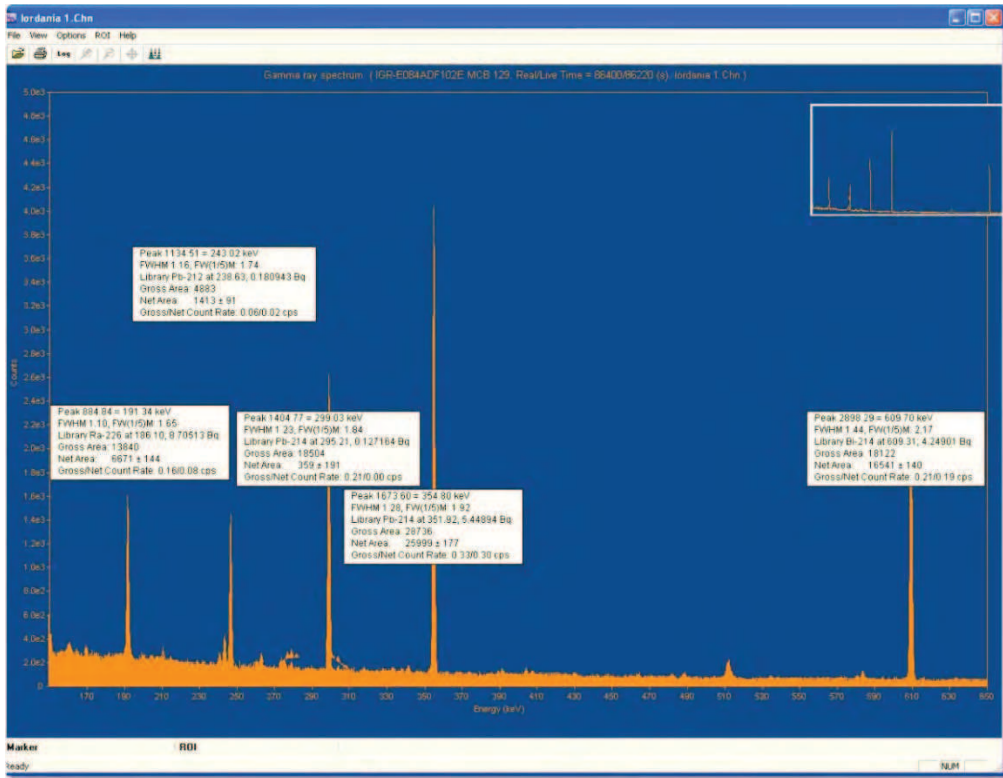 Iordania 1.Chn
File View Options ROI Help
Log
Gamma ray spectrum. ( IGR-E084ADF102E MCB 129, Real/Live Time = 86400/86220 (s). iordania 1.Chn )
5.0e3
4.8e3
4.6e3
4.4e3
4.2e3
4.0e3
3.8e3
3.6e3
3.4e3
3.2e3
3.0e3
2.8e3
2.6e3
2.4e3
2.2e3
2.0e3
1.8e3
1.6e3
1.4e3
1.2e3
1.0e3
8.0e2
6.0e2
4.0e2
2.0e2
0
Counts
Peak 1134.51 = 243.02 keV
FWHM 1.16, FW(1/5)M: 1.74
Library Pb-212 at 238.63, 0.180943 Bq
Gross Area: 4883
Net Area: 1413 ± 91
Gross/Net Count Rate: 0.06/0.02 cps
Peak 884.84 = 191.34 keV
FWHM 1.10, FW(1/5)M: 1.65
Library Ra-226 at 186.10, 8.70513 Bq
Gross Area: 13840
Net Area: 6671 ± 144
Gross/Net Count Rate: 0.16/0.08 cps
Peak 1404.77 = 299.03 keV
FWHM 1.23, FW(1/5)M: 1.84
Library Pb-214 at 295.21, 0.127164 Bq
Gross Area: 18504
Net Area: 359 ± 191
Gross/Net Count Rate: 0.21/0.00 cps
Peak 1673.60 = 354.80 keV
FWHM 1.28, FW(1/5)M: 1.92
Library Pb-214 at 351.92, 5.44894 Bq
Gross Area: 28736
Net Area: 25999 ± 177
Gross/Net Count Rate: 0.33/0.30 cps
Peak 2898.29 = 609.70 keV
FWHM 1.44, FW(1/5)M: 2.17
Library Bi-214 at 609.31, 4.24901 Bq
Gross Area: 18122
Net Area: 16541 ± 140
Gross/Net Count Rate: 0.21/0.19 cps
170 190 210 230 250 270 290 310 330 350 370 390 410 430 450 470 490 510 530 550 570 590 610 630 650
Energy (keV)
Marker ROI
Ready NUM